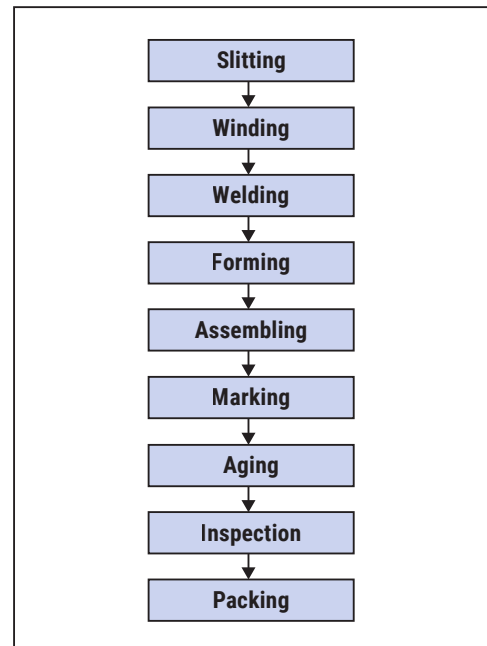 Slitting
Winding
Welding
Forming
Assembling
Marking
Aging
Inspection
Packing